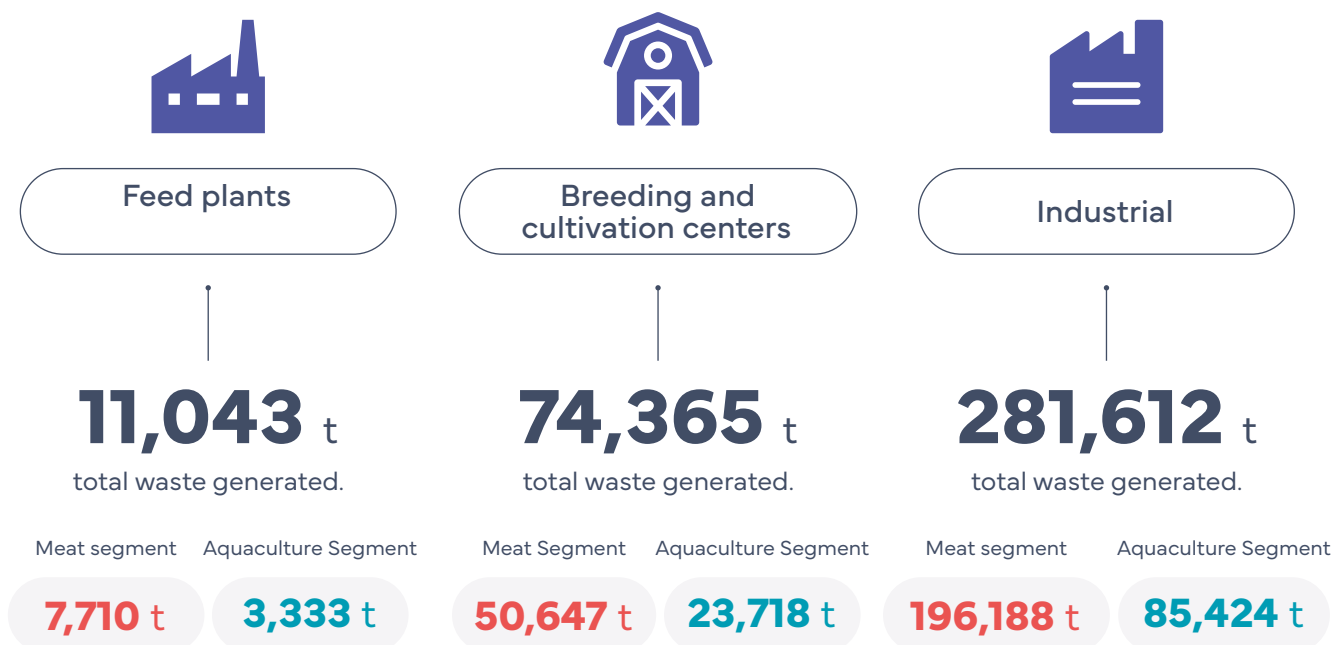 Feed plants
11,043 t
total waste generated.
Meat segment
Aquaculture Segment
7,710 t
3,333 t
Breeding and
cultivation centers
74,365 t
total waste generated.
Meat Segment
Aquaculture Segment
50,647 t
23,718 t
Industrial
281,612 t
total waste generated.
Meat segment
Aquaculture Segment
196,188 t
85,424 t